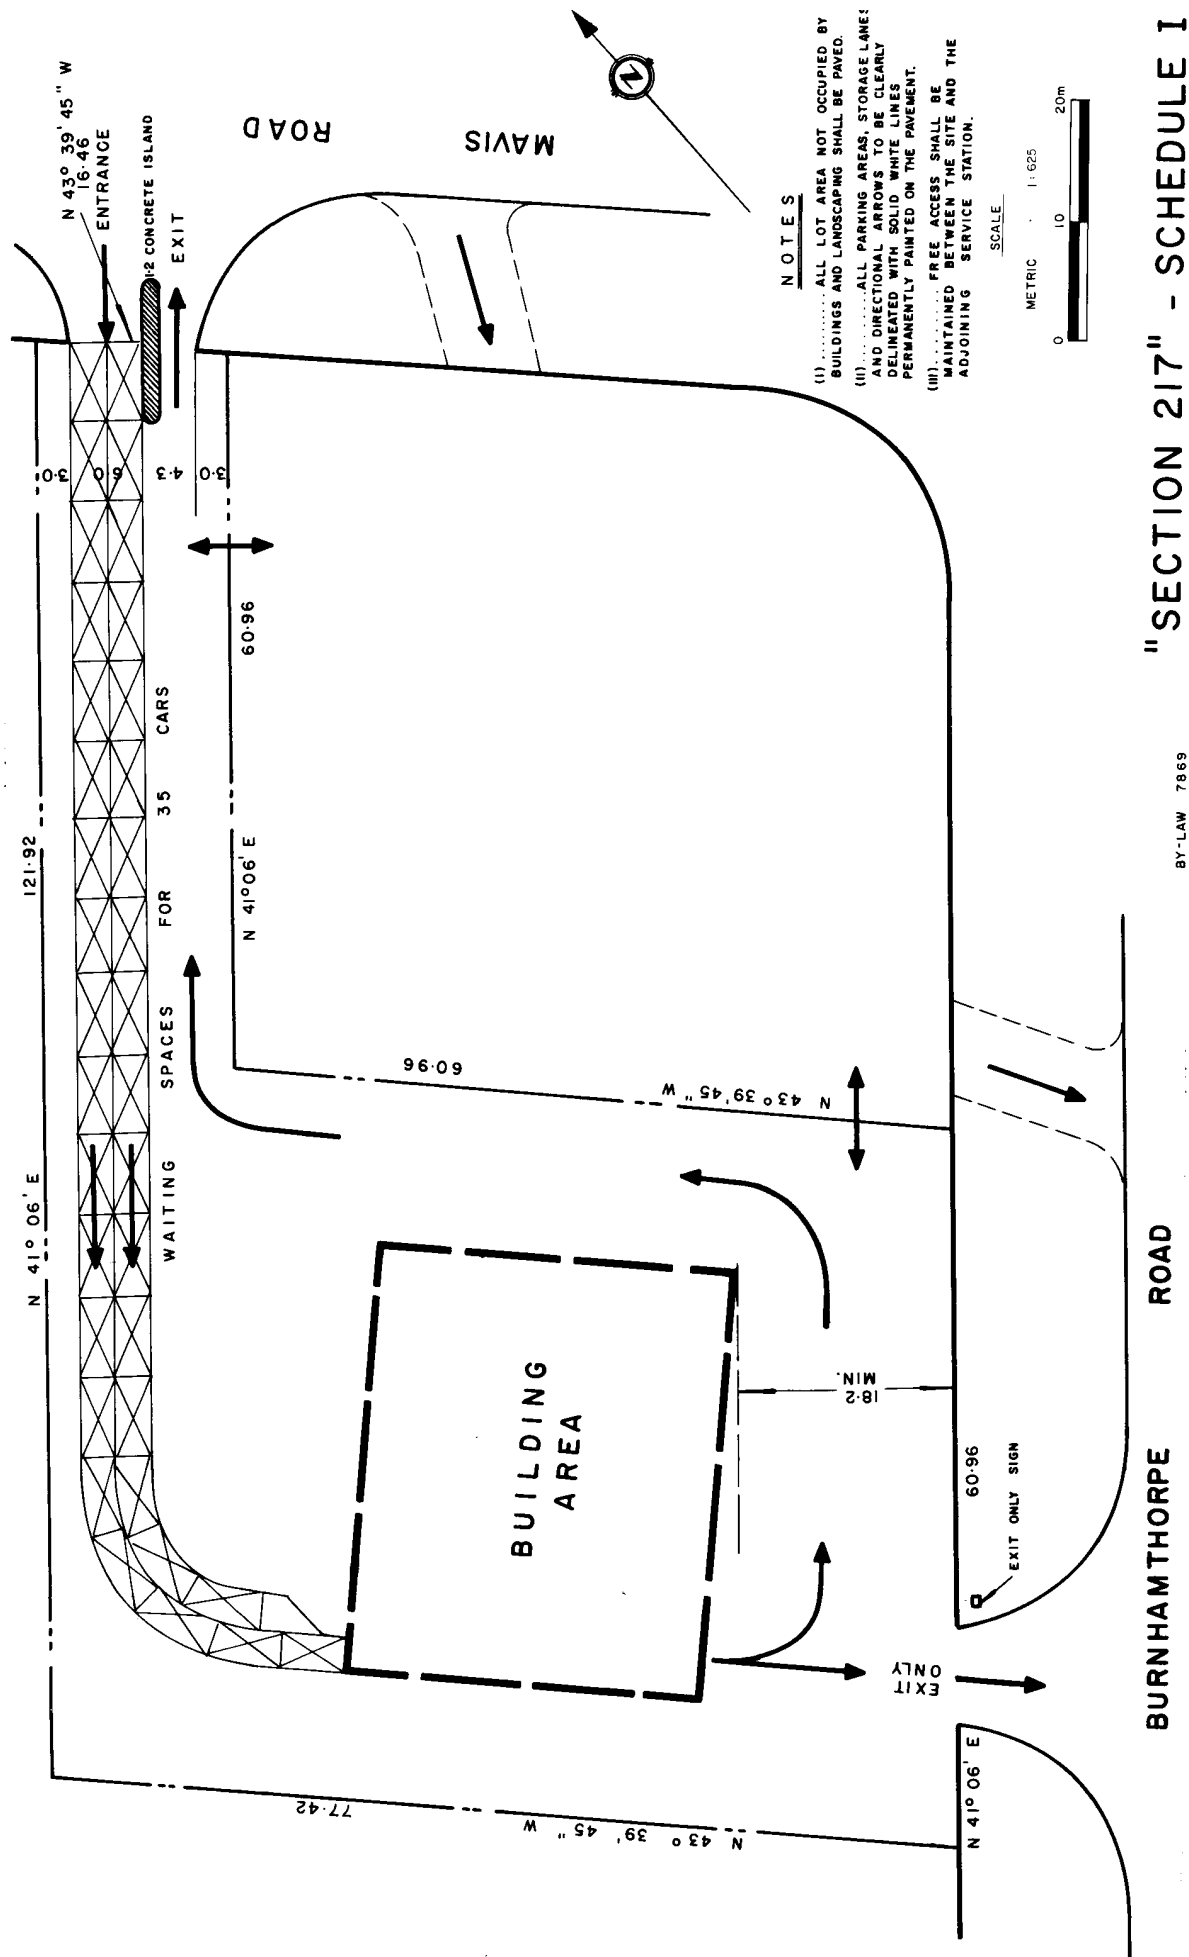 N 43° 39' 45" W
16·46
ENTRANCE
1·2 CONCRETE ISLAND
EXIT
MAVIS
ROAD
121·92
N 41° 06' E
3·0
6·0
4·3
3·0
WAITING SPACES FOR 35 CARS
60·96
N 41° 06' E
60·96
N 43° 39' 45" W
BUILDING
AREA
18·2
MIN.
77·42
N 43° 39' 45" W
EXIT
ONLY
60·96
EXIT ONLY SIGN
N 41° 06' E
BURNHAMTHORPE ROAD
N
NOTES
(I)........ALL LOT AREA NOT OCCUPIED BY
BUILDINGS AND LANDSCAPING SHALL BE PAVED.
(II).......ALL PARKING AREAS, STORAGE LANES
AND DIRECTIONAL ARROWS TO BE CLEARLY
DELINEATED WITH SOLID WHITE LINES
PERMANENTLY PAINTED ON THE PAVEMENT.
(III)........FREE ACCESS SHALL BE
MAINTAINED BETWEEN THE SITE AND THE
ADJOINING SERVICE STATION.
SCALE
METRIC · 1:625
0 10 20m
"SECTION 217" - SCHEDULE I
BY-LAW 7869